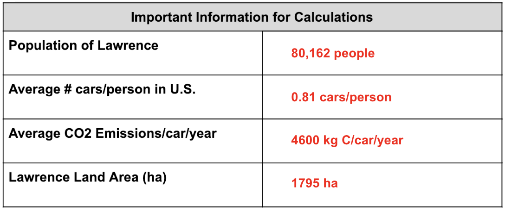 Important Information for Calculations
Population of Lawrence
80,162 people
Average # cars/person in U.S.
0.81 cars/person
Average CO2 Emissions/car/year
4600 kg C/car/year
Lawrence Land Area (ha)
1795 ha